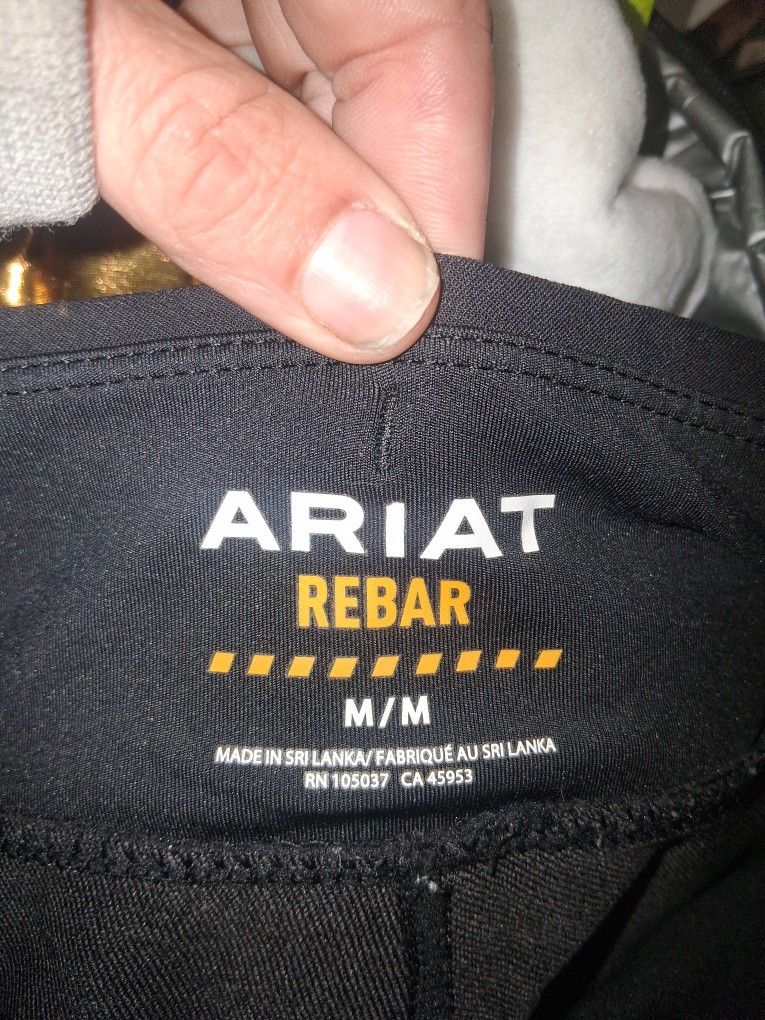 ARIAT
REBAR
M/M
MADE IN SRI LANKA/ FABRIQUÉ AU SRI LANKA
RN 105037 CA 45953